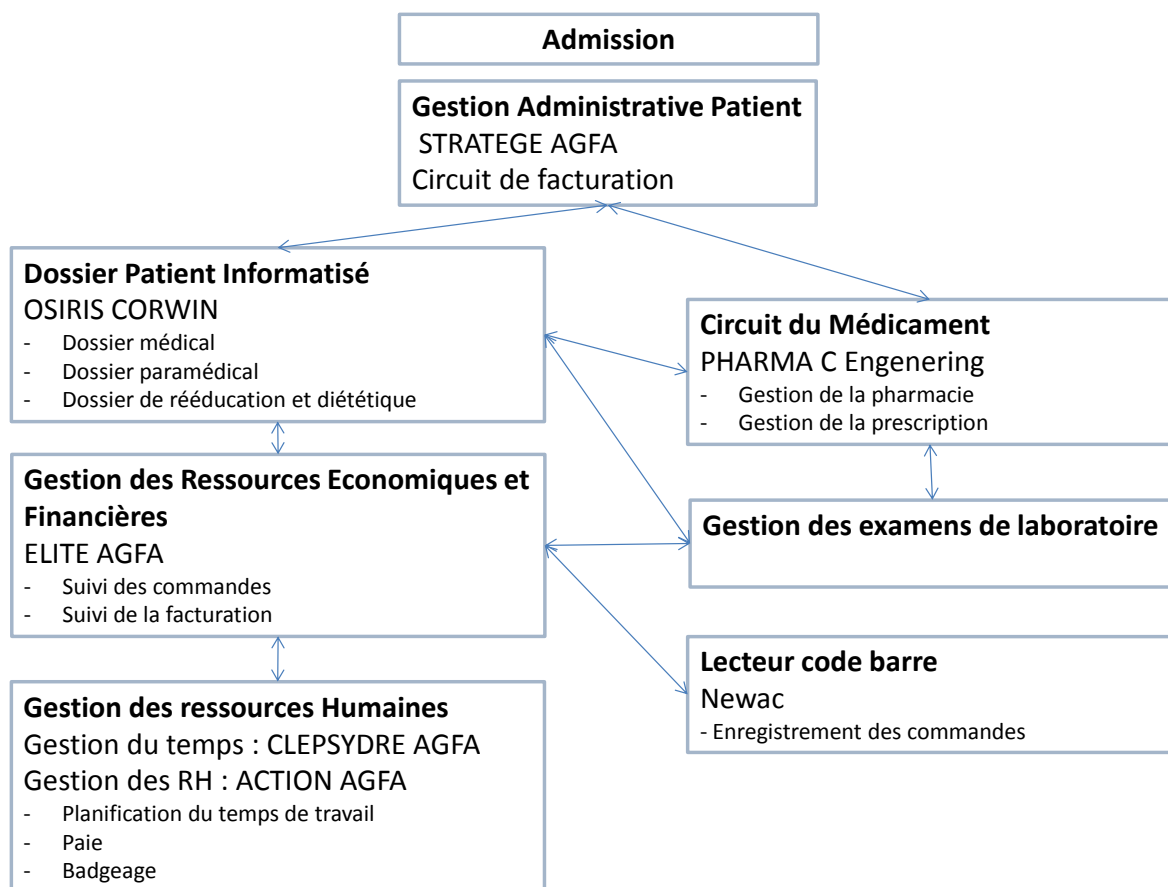 Admission
Gestion Administrative Patient
STRATEGE AGFA
Circuit de facturation
Dossier Patient Informatisé
OSIRIS CORWIN
- Dossier médical
- Dossier paramédical
- Dossier de rééducation et diététique
Circuit du Médicament
PHARMA C Engenering
- Gestion de la pharmacie
- Gestion de la prescription
Gestion des Ressources Economiques et
Financières
ELITE AGFA
- Suivi des commandes
- Suivi de la facturation
Gestion des examens de laboratoire
Lecteur code barre
Newac
- Enregistrement des commandes
Gestion des ressources Humaines
Gestion du temps : CLEPSYDRE AGFA
Gestion des RH : ACTION AGFA
- Planification du temps de travail
- Paie
- Badgeage